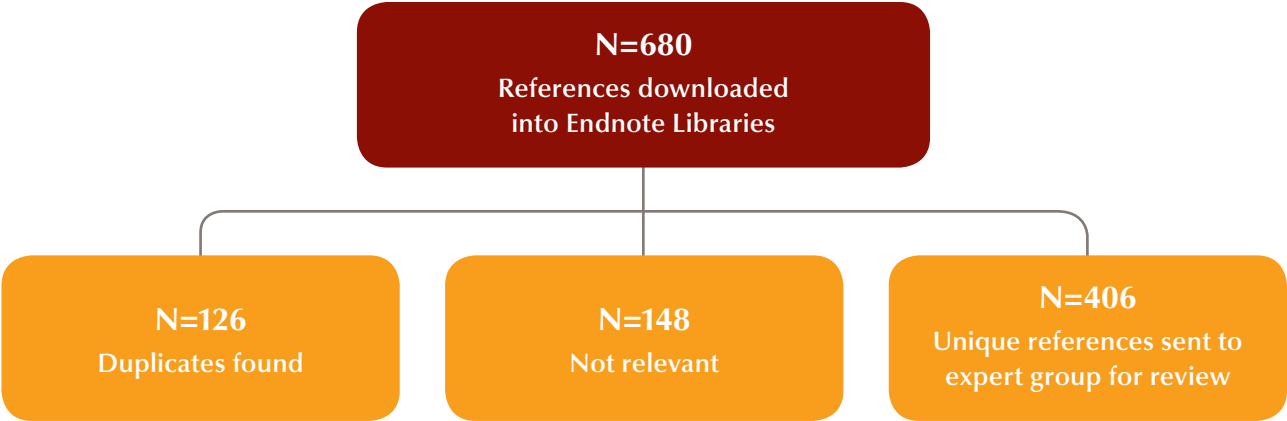 N=680
References downloaded
into Endnote Libraries
N=126
Duplicates found
N=148
Not relevant
N=406
Unique references sent to
expert group for review